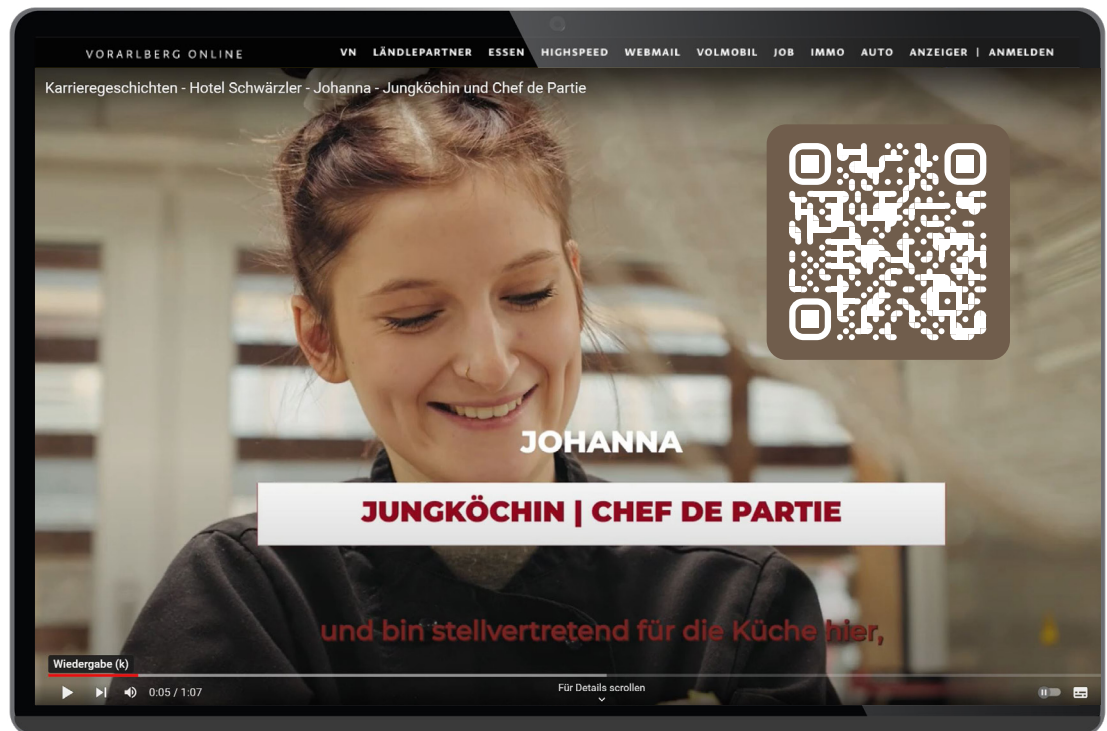 VORARLBERG ONLINE
VN LÄNDLEPARTNER ESSEN HIGHSPEED WEBMAIL VOLMOBIL JOB IMMO AUTO ANZEIGER | ANMELDEN
Karrieregeschichten - Hotel Schwärzler - Johanna - Jungköchin und Chef de Partie
JOHANNA
JUNGKÖCHIN | CHEF DE PARTIE
und bin stellvertretend für die Küche hier,
Wiedergabe (k)
0:05 / 1:07
Für Details scrollen